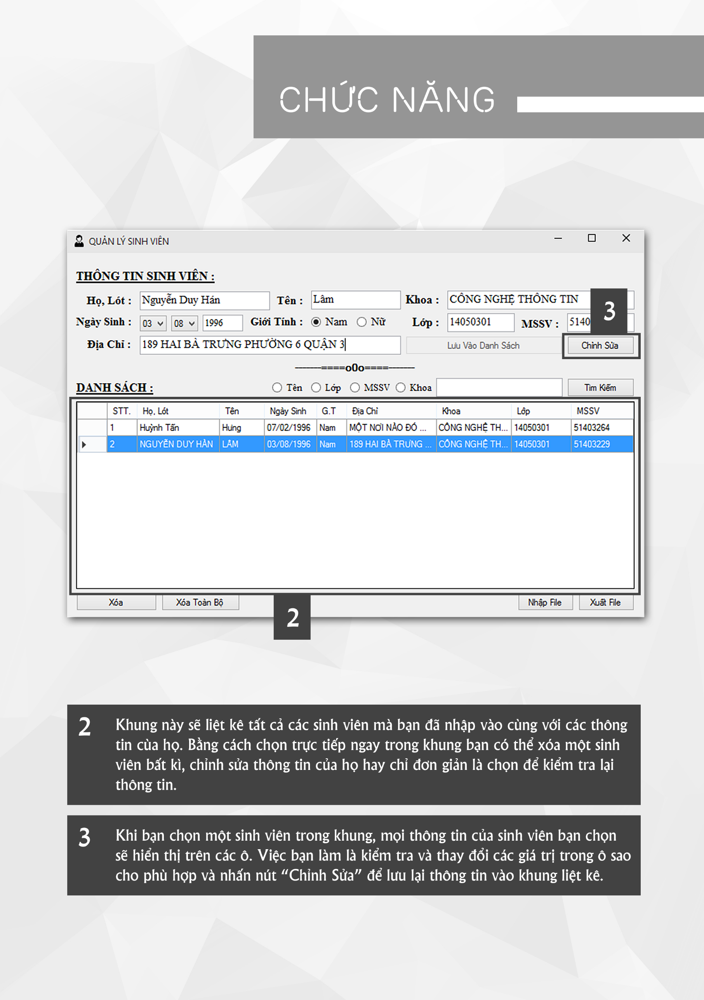 CHỨC NĂNG
QUẢN LÝ SINH VIÊN
THÔNG TIN SINH VIÊN :
Họ, Lót : Nguyễn Duy Hán Tên : Lâm Khoa : CÔNG NGHỆ THÔNG TIN
3
Ngày Sinh : 03 08 1996 Giới Tính : Nam Nữ Lớp : 14050301 MSSV : 5140
Địa Chỉ : 189 HAI BÀ TRƯNG PHƯỜNG 6 QUẬN 3 Lưu Vào Danh Sách Chỉnh Sửa
-------====o0o====-------
DANH SÁCH : Tên Lớp MSSV Khoa Tìm Kiếm
STT. Họ, Lót Tên Ngày Sinh G.T Địa Chỉ Khoa Lớp MSSV
1 Huỳnh Tấn Hưng 07/02/1996 Nam MỘT NƠI NÀO ĐÓ ... CÔNG NGHỆ TH... 14050301 51403264
2 NGUYỄN DUY HÀN LÂM 03/08/1996 Nam 189 HAI BÀ TRƯNG ... CÔNG NGHỆ TH... 14050301 51403229
Xóa Xóa Toàn Bộ Nhập File Xuất File
2
2 Khung này sẽ liệt kê tất cả các sinh viên mà bạn đã nhập vào cùng với các thông
tin cùa họ. Bằng cách chọn trực tiếp ngay trong khung bạn có thể xóa một sinh
viên bất kì, chỉnh sửa thông tin của họ hay chỉ đơn giản là chọn để kiểm tra lại
thông tin.
3 Khi bạn chọn một sinh viên trong khung, mọi thông tin của sinh viên bạn chọn
sẽ hiển thị trên các ô. Việc bạn làm là kiểm tra và thay đổi các giá trị trong ô sao
cho phù hợp và nhấn nút “Chỉnh Sửa” để lưu lại thông tin vào khung liệt kê.